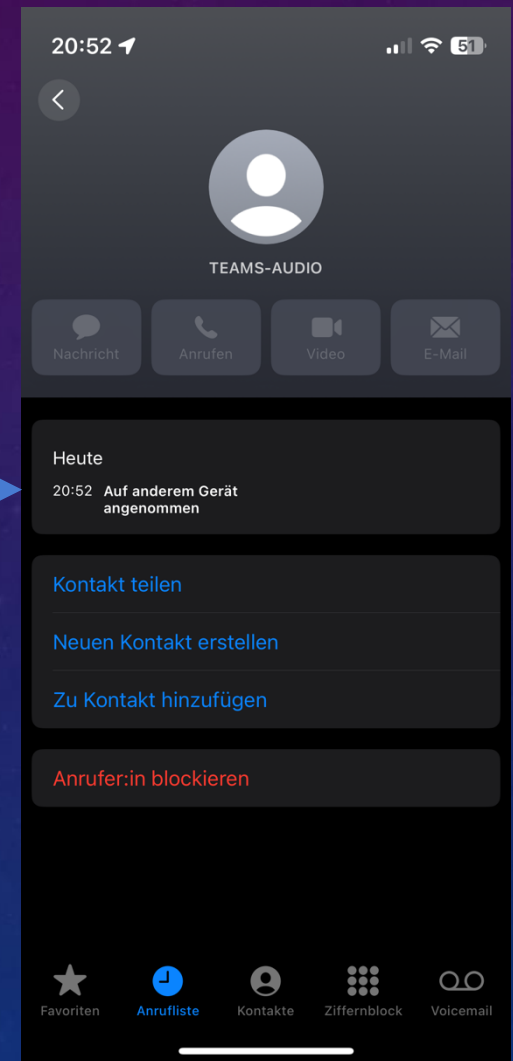 20:52
51
TEAMS-AUDIO
Nachricht Anrufen Video E-Mail
Heute
20:52 Auf anderem Gerät
angenommen
Kontakt teilen
Neuen Kontakt erstellen
Zu Kontakt hinzufügen
Anrufer:in blockieren
Favoriten Anrufliste Kontakte Ziffernblock Voicemail